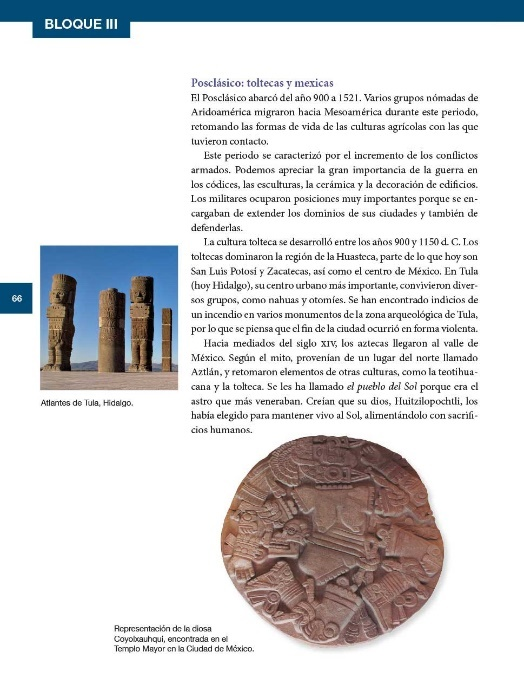 BLOQUE III
Posclásico: toltecas y mexicas
El Posclásico abarcó del año 900 a 1521. Varios grupos nómadas de
Aridoamérica migraron hacia Mesoamérica durante este periodo,
retomando las formas de vida de las culturas agrícolas con las que
tuvieron contacto.
Este periodo se caracterizó por el incremento de los conflictos
armados. Podemos apreciar la gran importancia de la guerra en
los códices, las esculturas, la cerámica y la decoración de edificios.
Los militares ocuparon posiciones muy importantes porque se en-
cargaban de extender los dominios de sus ciudades y también de
defenderlas.
La cultura tolteca se desarrolló entre los años 900 y 1150 d. C. Los
toltecas dominaron la región de la Huasteca, parte de lo que hoy son
San Luis Potosí y Zacatecas, así como el centro de México. En Tula
(hoy Hidalgo), su centro urbano más importante, convivieron diver-
sos grupos, como nahuas y otomíes. Se han encontrado indicios de
un incendio en varios monumentos de la zona arqueológica de Tula,
por lo que se piensa que el fin de la ciudad ocurrió en forma violenta.
Hacia mediados del siglo XIV, los aztecas llegaron al valle de
México. Según el mito, provenían de un lugar del norte llamado
Aztlán, y retomaron elementos de otras culturas, como la teotihua-
cana y la tolteca. Se les ha llamado el pueblo del Sol porque era el
astro que más veneraban. Creían que su dios, Huitzilopochtli, los
había elegido para mantener vivo al Sol, alimentándolo con sacrifi-
cios humanos.
66
Atlantes de Tula, Hidalgo.
Representación de la diosa
Coyolxauhqui, encontrada en el
Templo Mayor en la Ciudad de México.